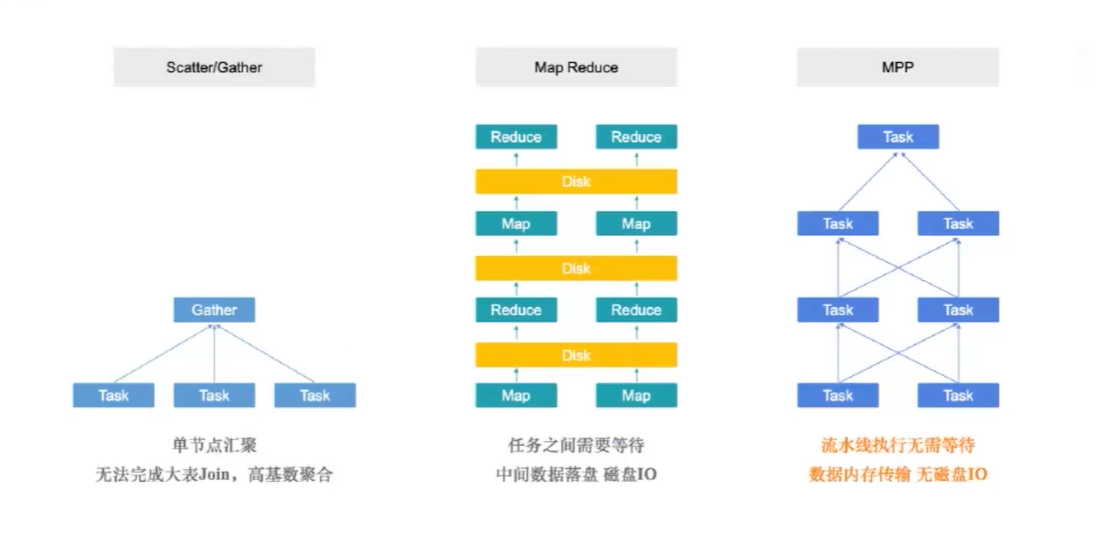 Scatter/Gather
Map Reduce
MPP
Reduce
Reduce
Task
Disk
Map
Map
Task
Task
Disk
Gather
Reduce
Reduce
Task
Task
Disk
Task
Task
Task
Map
Map
Task
Task
单节点汇聚
无法完成大表Join，高基数聚合
任务之间需要等待
中间数据落盘 磁盘IO
流水线执行无需等待
数据内存传输 无磁盘IO